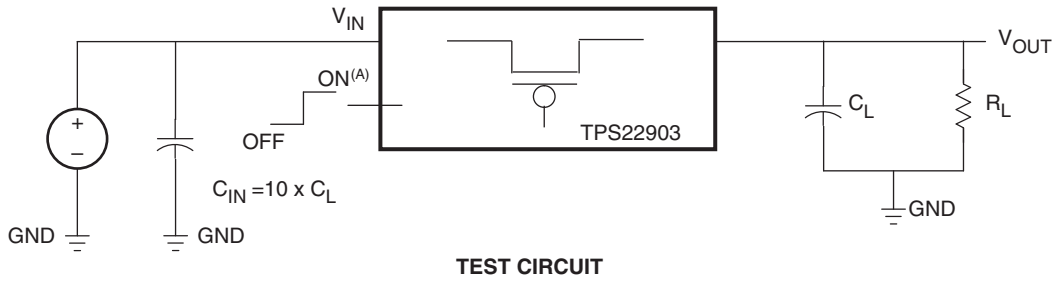 VIN
VOUT
ON(A)
OFF
+
–
CIN =10 x CL
TPS22903
CL
RL
GND
GND
GND
TEST CIRCUIT